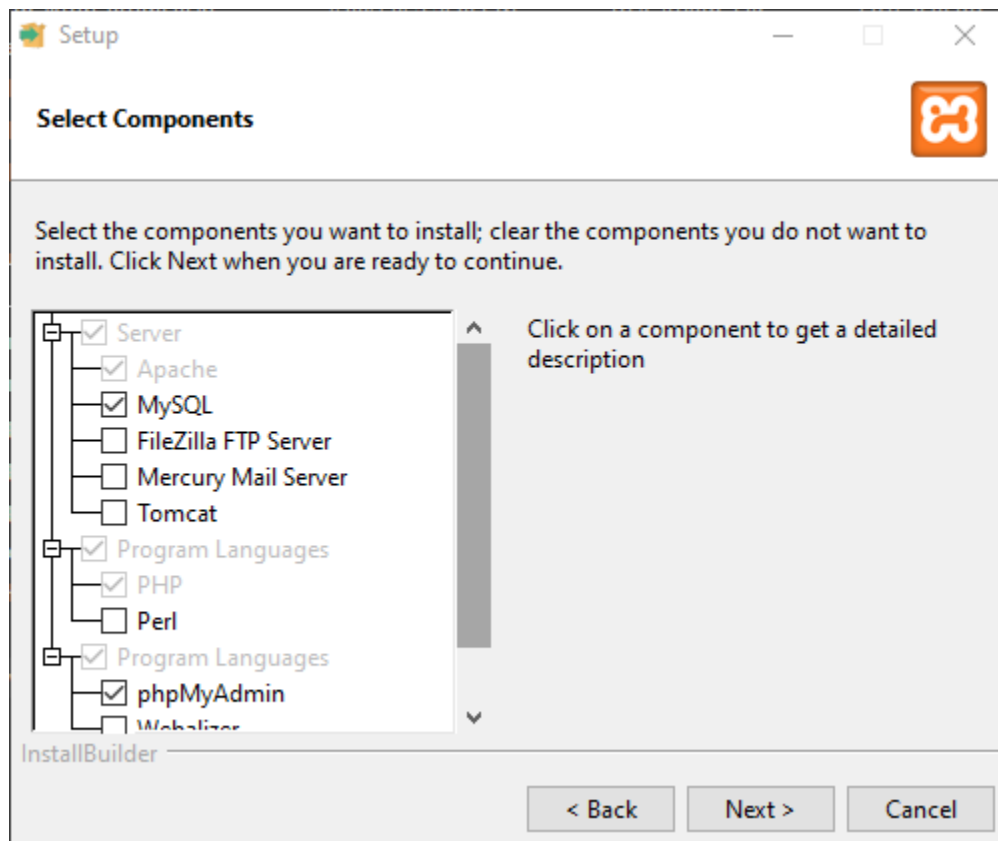 Setup
Select Components
Select the components you want to install; clear the components you do not want to
install. Click Next when you are ready to continue.
Server
Apache
MySQL
FileZilla FTP Server
Mercury Mail Server
Tomcat
Program Languages
PHP
Perl
Program Languages
phpMyAdmin
Webalizer
Click on a component to get a detailed
description
InstallBuilder
< Back
Next >
Cancel